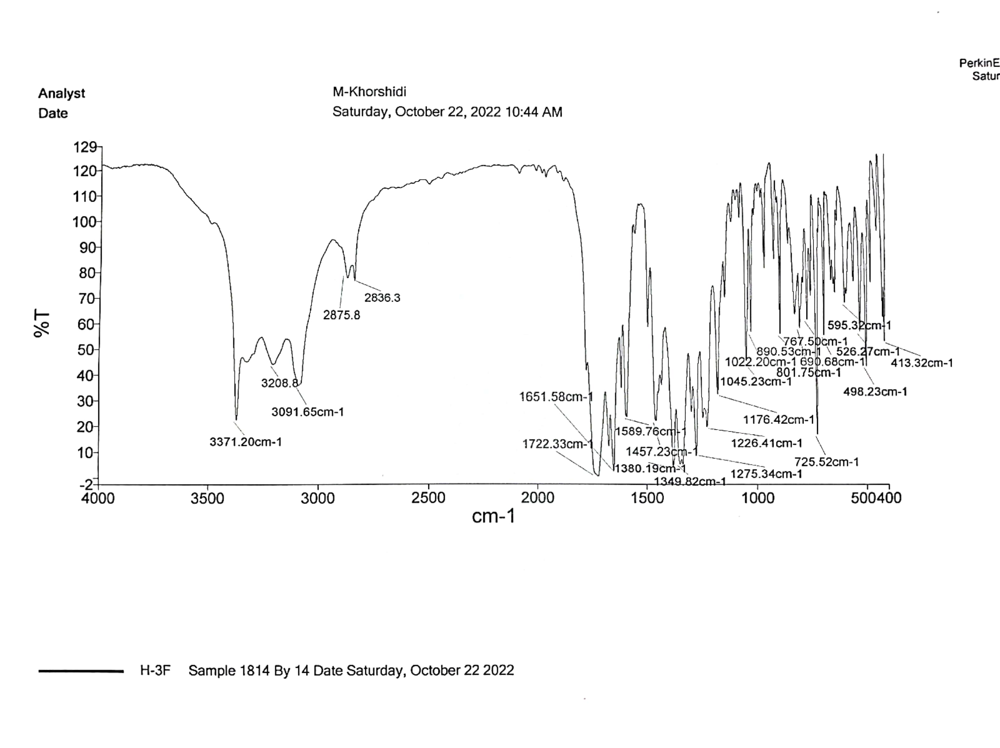 PerkinE
Satur
Analyst M-Khorshidi
Date Saturday, October 22, 2022 10:44 AM
129
120
110
100
90
80
70
60
50
40
30
20
10
-2
%T
4000 3500 3000 2500 2000 1500 1000 500400
cm-1
2836.3
2875.8
3208.8
3091.65cm-1
3371.20cm-1
1651.58cm-1
1722.33cm-1
1589.76cm-1
1457.23cm-1
1380.19cm-1
1349.82cm-1
595.32cm-1
767.50cm-1
890.53cm-1
526.27cm-1
1022.20cm-1
690.68cm-1
413.32cm-1
801.75cm-1
1045.23cm-1
498.23cm-1
1176.42cm-1
1226.41cm-1
725.52cm-1
1275.34cm-1
H-3F Sample 1814 By 14 Date Saturday, October 22 2022